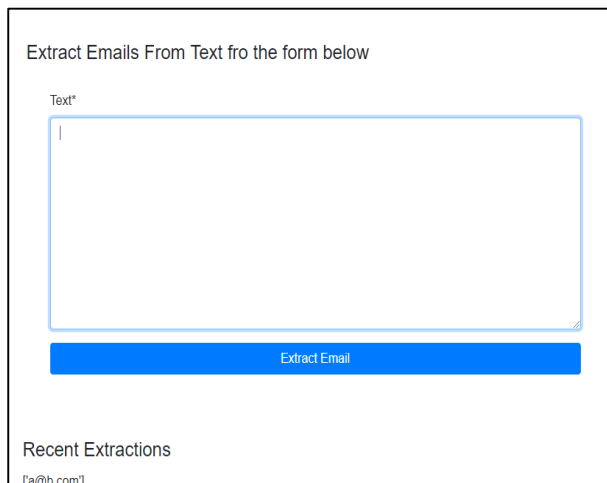 Extract Emails From Text fro the form below
Text*
Extract Email
Recent Extractions
['a@b.com']